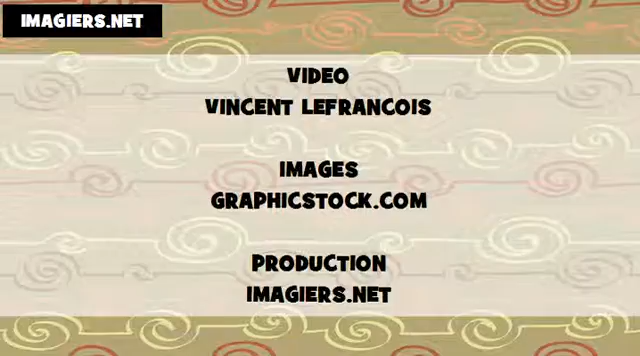 IMAGIERS.NET
VIDEO
VINCENT LEFRANCOIS
IMAGES
GRAPHICSTOCK.COM
PRODUCTION
IMAGIERS.NET